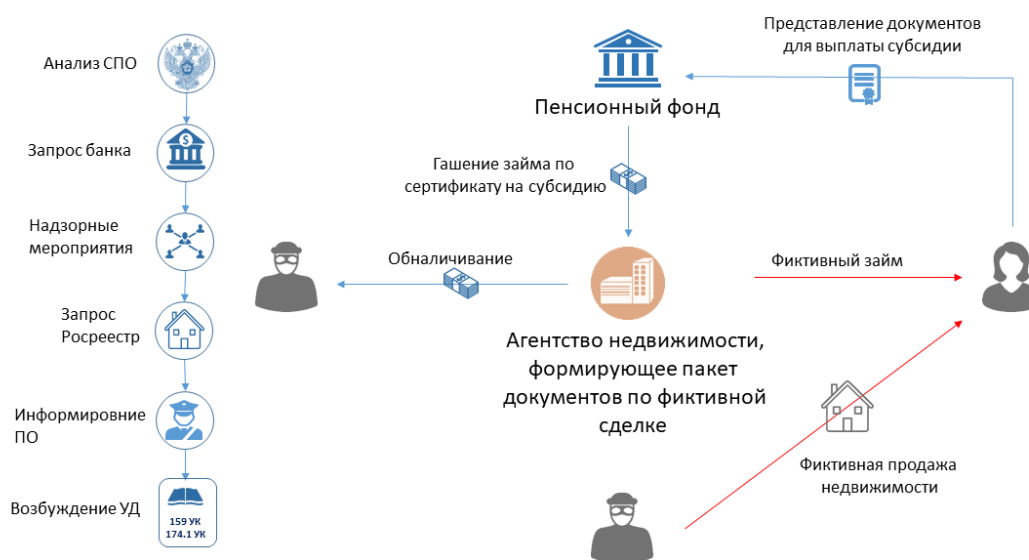 Анализ СПО
Запрос банка
Надзорные
мероприятия
Запрос
Росреестр
Информировние
ПО
Возбуждение УД
159 УК
174.1 УК
Пенсионный фонд
Представление документов
для выплаты субсидии
Гашение займа по
сертификату на субсидию
Обналичивание
Фиктивный займ
Агентство недвижимости,
формирующее пакет
документов по фиктивной
сделке
Фиктивная продажа
недвижимости